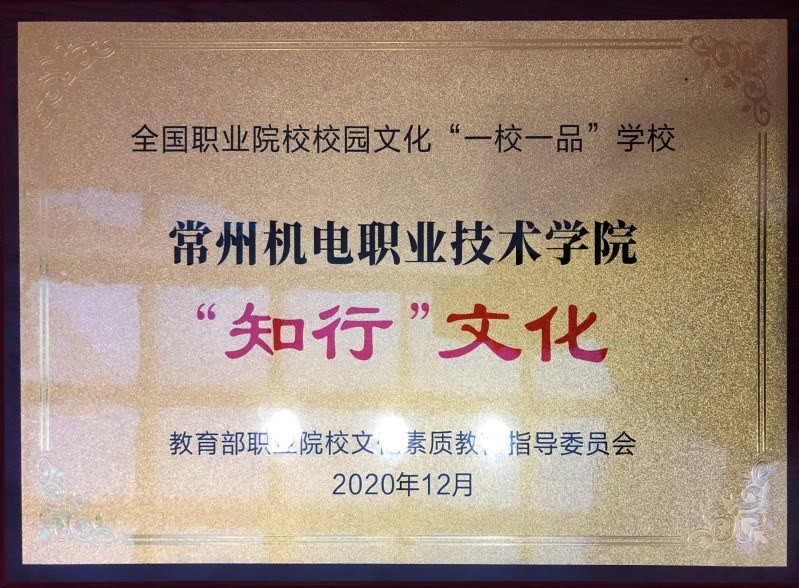 全国职业院校校园文化“一校一品”学校
常州机电职业技术学院
“知行”文化
教育部职业院校文化素质教育指导委员会
2020年12月